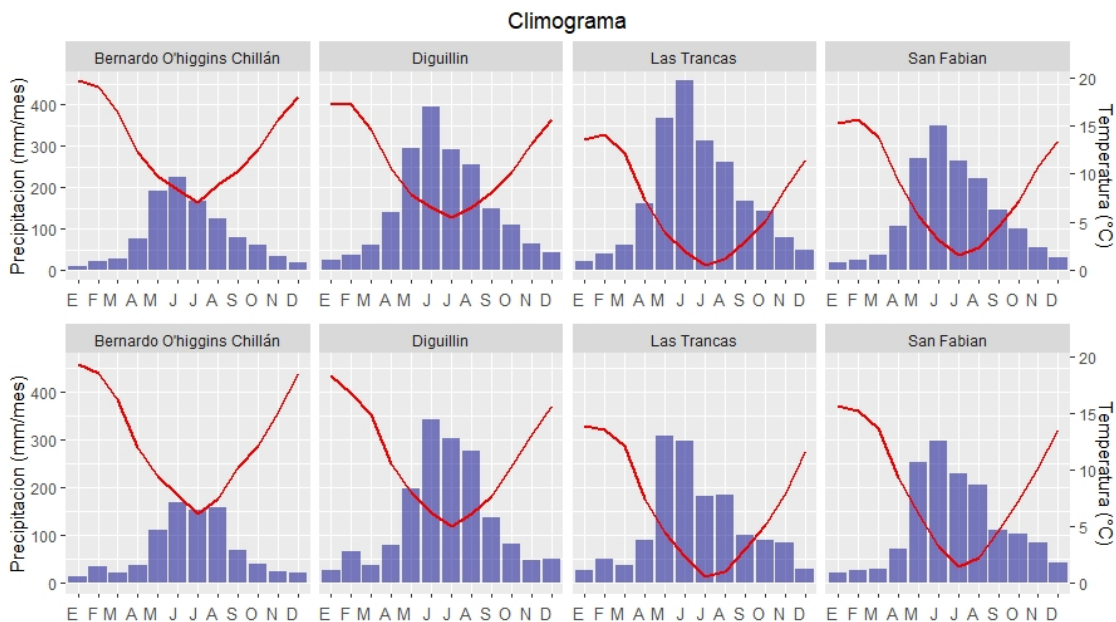 Climograma
Bernardo O'higgins Chillán
Diguillin
Las Trancas
San Fabian
Precipitacion (mm/mes)
400
300
200
100
0
20
15
10
5
0
Temperatura (°C)
E F M A M J J A S O N D
E F M A M J J A S O N D
E F M A M J J A S O N D
E F M A M J J A S O N D
Bernardo O'higgins Chillán
Diguillin
Las Trancas
San Fabian
Precipitacion (mm/mes)
400
300
200
100
0
20
15
10
5
0
Temperatura (°C)
E F M A M J J A S O N D
E F M A M J J A S O N D
E F M A M J J A S O N D
E F M A M J J A S O N D